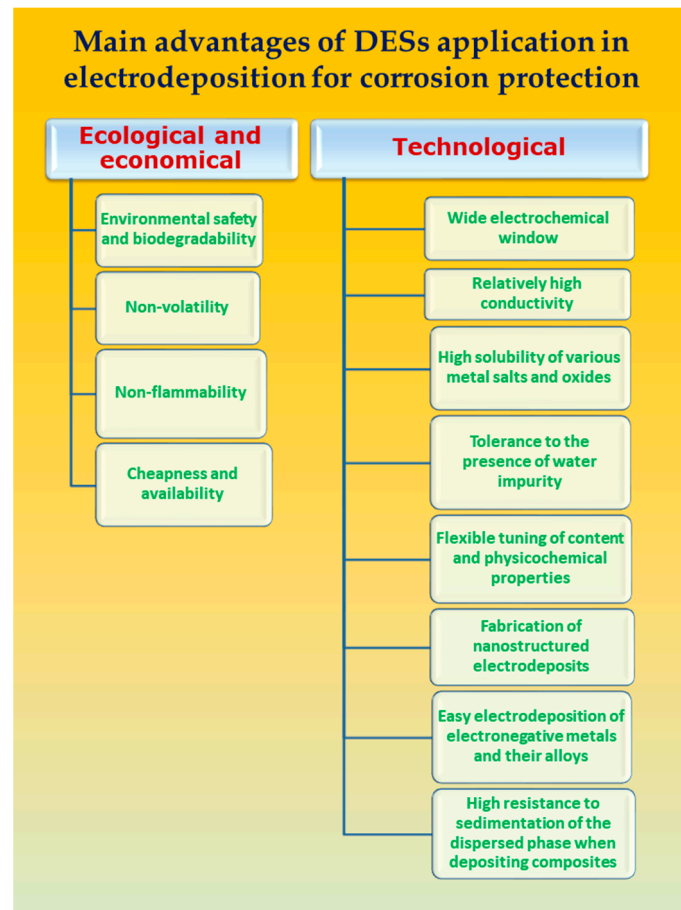 Main advantages of DESs application in
electrodeposition for corrosion protection
Ecological and
economical
Environmental safety
and biodegradability
Non-volatility
Non-flammability
Cheapness and
availability
Technological
Wide electrochemical
window
Relatively high
conductivity
High solubility of various
metal salts and oxides
Tolerance to the
presence of water
impurity
Flexible tuning of content
and physicochemical
properties
Fabrication of
nanostructured
electrodeposits
Easy electrodeposition of
electronegative metals
and their alloys
High resistance to
sedimentation of the
dispersed phase when
depositing composites